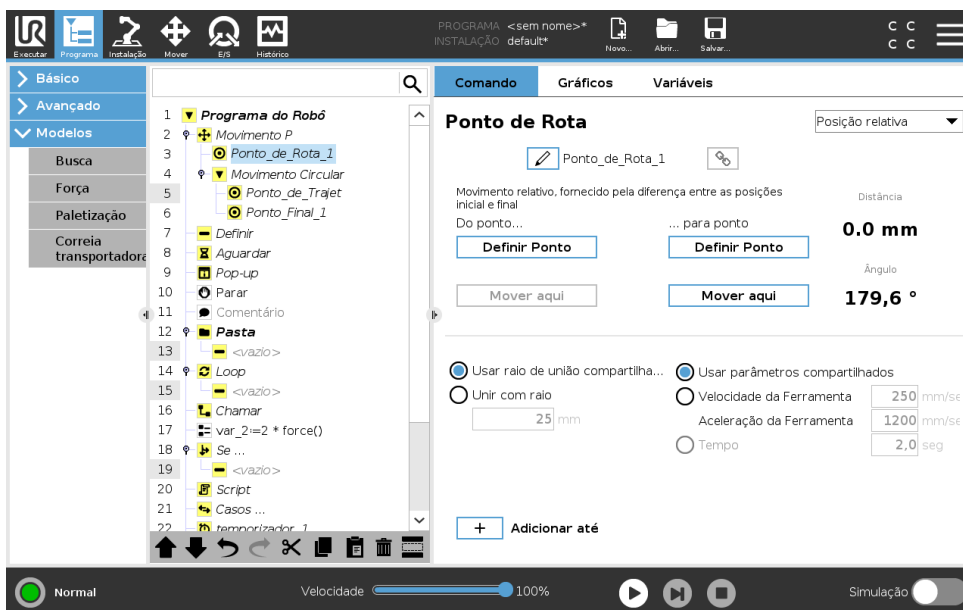 UR
Executar
Programa
Instalação
Mover
E/S
Histórico
PROGRAMA <sem nome>*
INSTALAÇÃO default*
Novo...
Abrir...
Salvar...
C C
C C
Básico
Avançado
Modelos
Busca
Força
Paletização
Correia
transportadora
1 Programa do Robô
2 Movimento P
3 Ponto_de_Rota_1
4 Movimento Circular
5 Ponto_de_Trajet
6 Ponto_Final_1
7 Definir
8 Aguardar
9 Pop-up
10 Parar
11 Comentário
12 Pasta
13 <vazio>
14 Loop
15 <vazio>
16 Chamar
17 var_2:=2 * force()
18 Se ...
19 <vazio>
20 Script
21 Casos ...
22 temporizador_1
Comando Gráficos Variáveis
Ponto de Rota
Posição relativa
Ponto_de_Rota_1
Movimento relativo, fornecido pela diferença entre as posições
inicial e final
Do ponto...
... para ponto
Definir Ponto
Definir Ponto
Mover aqui
Mover aqui
Distância
0.0 mm
Ângulo
179,6 °
Usar raio de união compartilha...
Unir com raio
25 mm
Usar parâmetros compartilhados
Velocidade da Ferramenta 250 mm/se
Aceleração da Ferramenta 1200 mm/se
Tempo 2,0 seg
+ Adicionar até
Normal
Velocidade 100%
Simulação